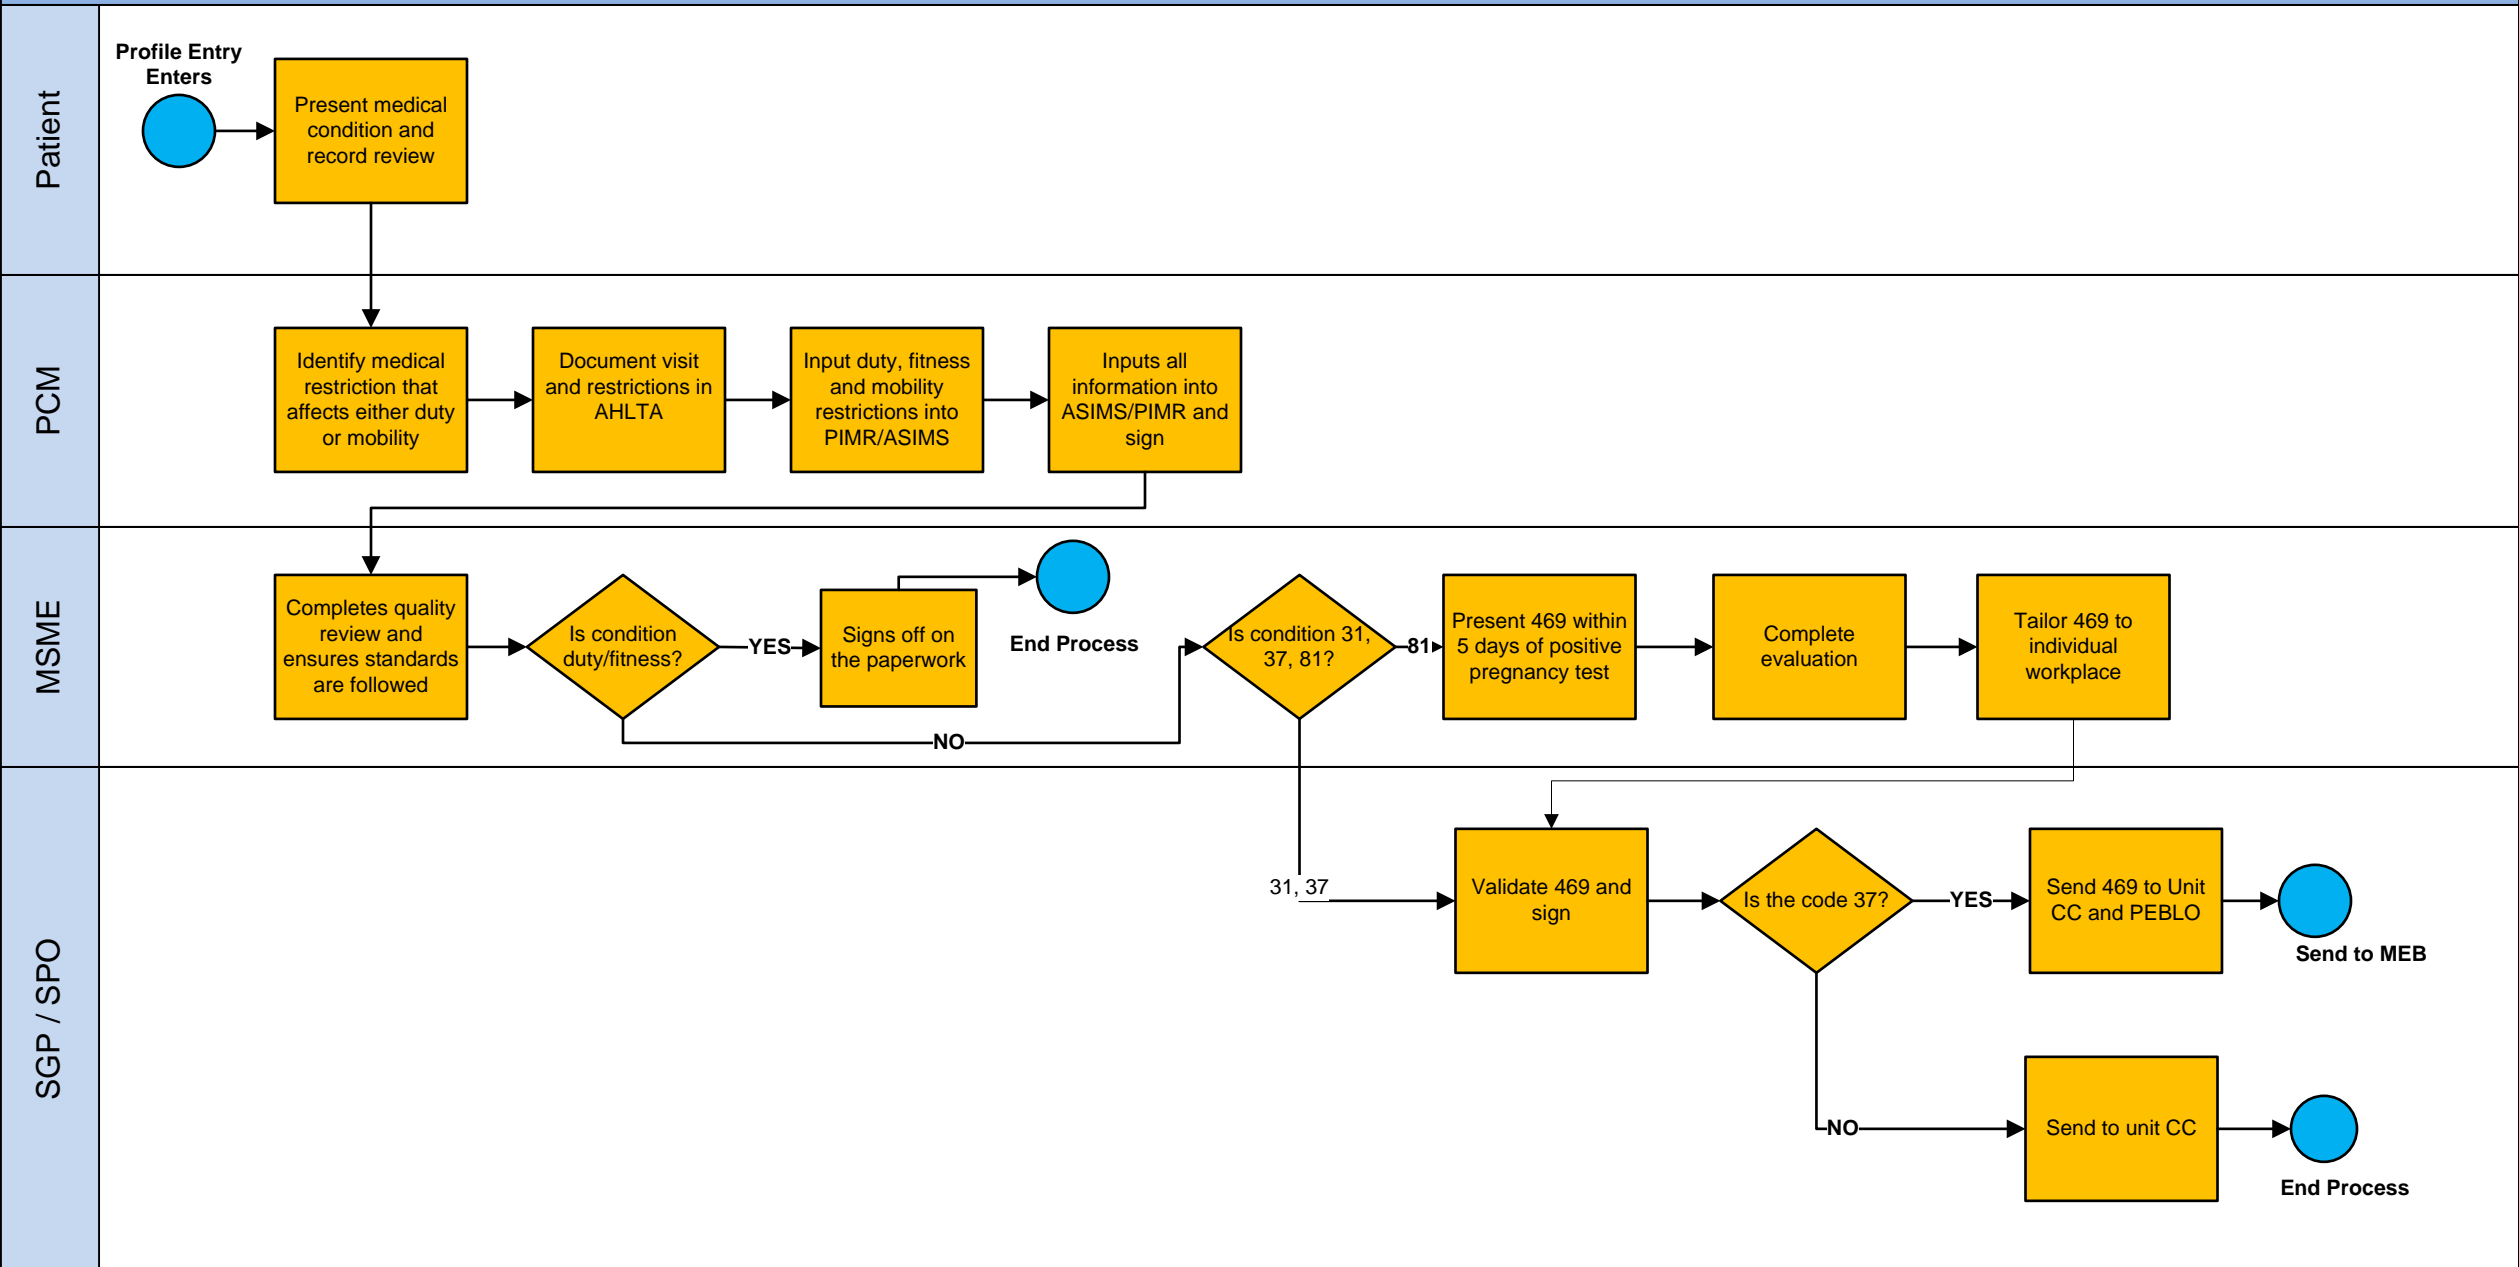 Patient
Profile Entry
Enters
Present medical
condition and
record review
PCM
Identify medical
restriction that
affects either duty
or mobility
Document visit
and restrictions in
AHLTA
Input duty, fitness
and mobility
restrictions into
PIMR/ASIMS
Inputs all
information into
ASIMS/PIMR and
sign
MSME
Completes quality
review and
ensures standards
are followed
Is condition
duty/fitness?
YES
Signs off on
the paperwork
End Process
NO
Is condition 31,
37, 81?
81
Present 469 within
5 days of positive
pregnancy test
Complete
evaluation
Tailor 469 to
individual
workplace
SGP / SPO
31, 37
Validate 469 and
sign
Is the code 37?
YES
Send 469 to Unit
CC and PEBLO
Send to MEB
NO
Send to unit CC
End Process